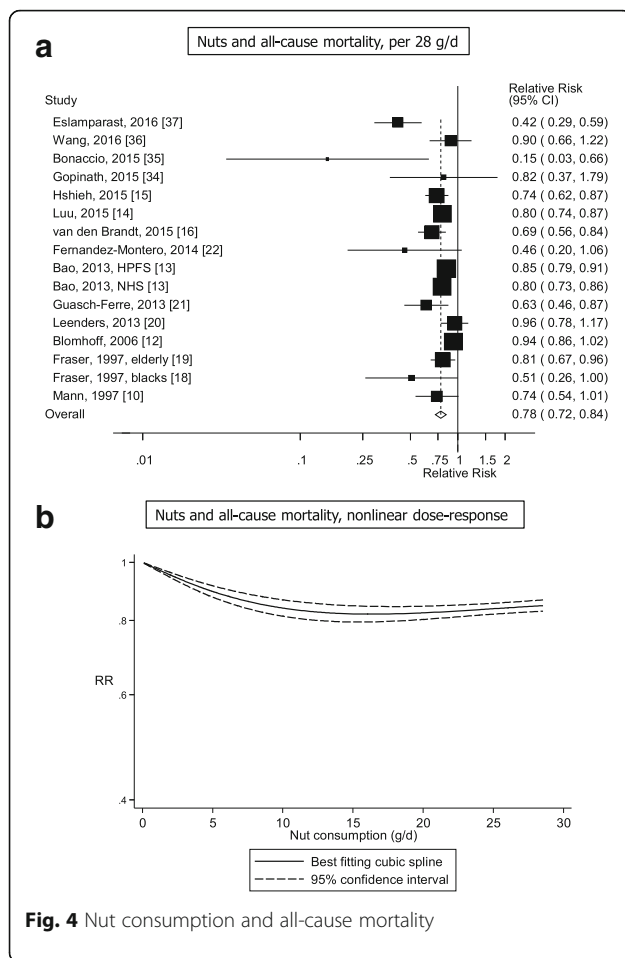 a
Nuts and all-cause mortality, per 28 g/d
Relative Risk
Study (95% CI)
Eslamparast, 2016 [37] 0.42 ( 0.29, 0.59)
Wang, 2016 [36] 0.90 ( 0.66, 1.22)
Bonaccio, 2015 [35] 0.15 ( 0.03, 0.66)
Gopinath, 2015 [34] 0.82 ( 0.37, 1.79)
Hshieh, 2015 [15] 0.74 ( 0.62, 0.87)
Luu, 2015 [14] 0.80 ( 0.74, 0.87)
van den Brandt, 2015 [16] 0.69 ( 0.56, 0.84)
Fernandez-Montero, 2014 [22] 0.46 ( 0.20, 1.06)
Bao, 2013, HPFS [13] 0.85 ( 0.79, 0.91)
Bao, 2013, NHS [13] 0.80 ( 0.73, 0.86)
Guasch-Ferre, 2013 [21] 0.63 ( 0.46, 0.87)
Leenders, 2013 [20] 0.96 ( 0.78, 1.17)
Blomhoff, 2006 [12] 0.94 ( 0.86, 1.02)
Fraser, 1997, elderly [19] 0.81 ( 0.67, 0.96)
Fraser, 1997, blacks [18] 0.51 ( 0.26, 1.00)
Mann, 1997 [10] 0.74 ( 0.54, 1.01)
Overall 0.78 ( 0.72, 0.84)
.01 .1 .25 .5 .75 1 1.5 2
Relative Risk
b
Nuts and all-cause mortality, nonlinear dose-response
1
.8
RR
.6
.4
0 5 10 15 20 25 30
Nut consumption (g/d)
Best fitting cubic spline
95% confidence interval
Fig. 4 Nut consumption and all-cause mortality